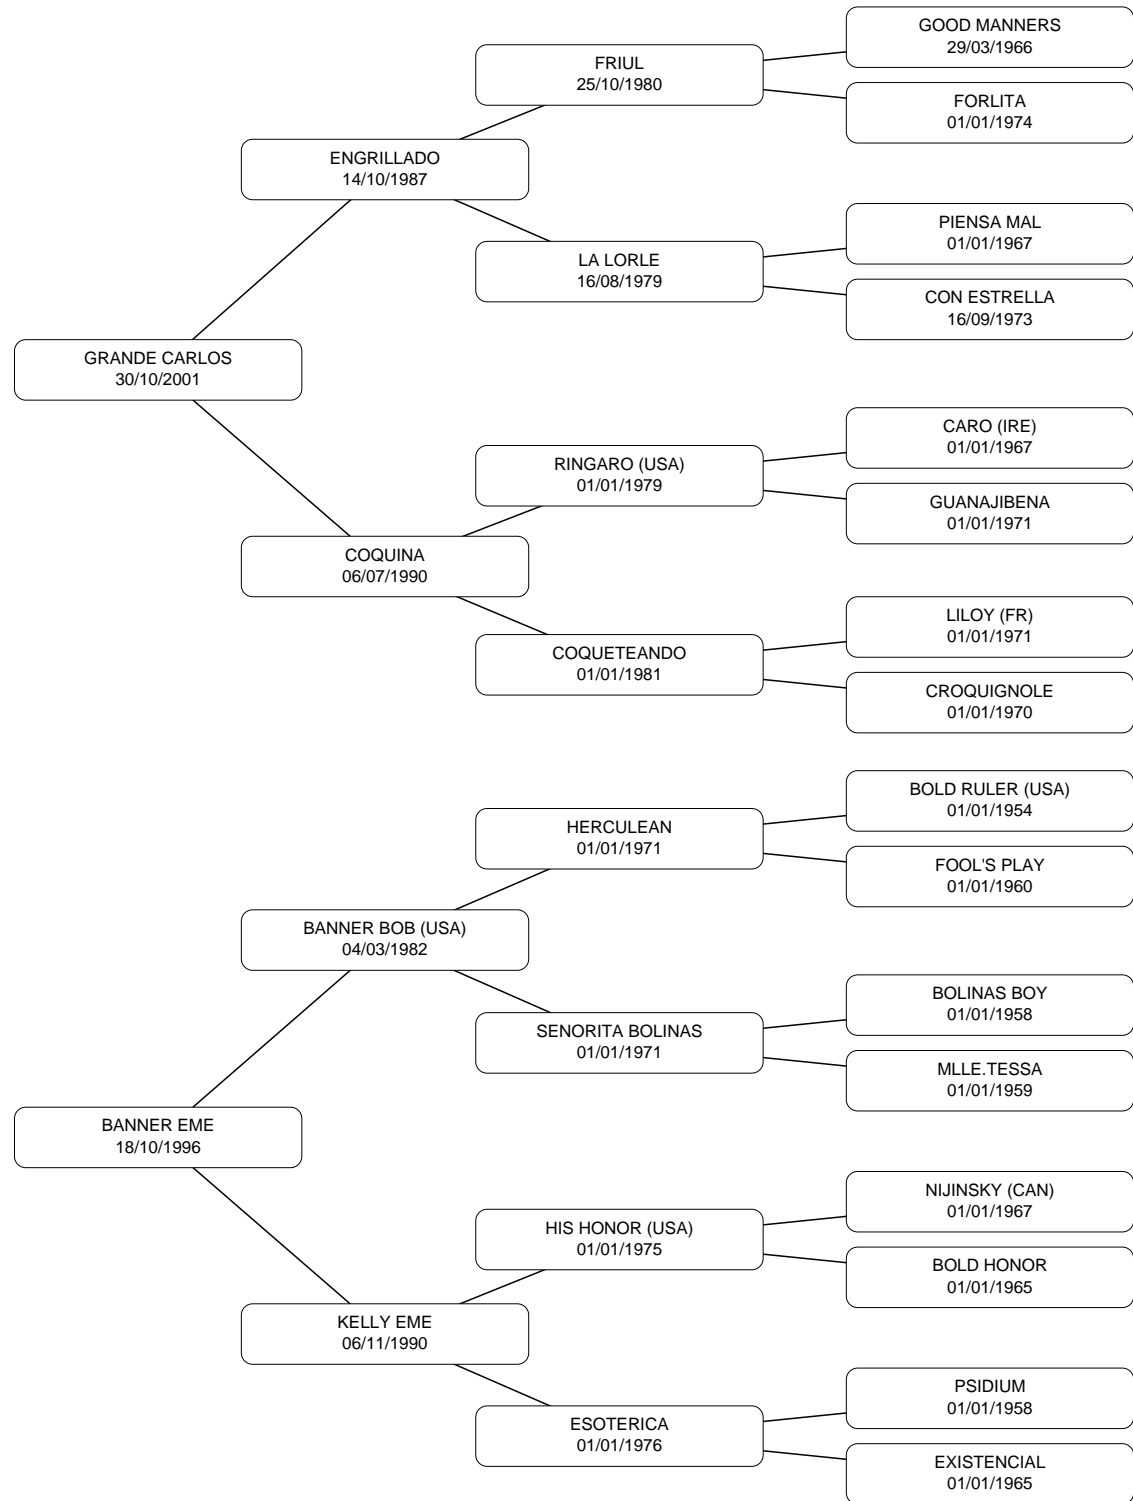 GOOD MANNERS
29/03/1966
FRIUL
25/10/1980
FORLITA
01/01/1974
ENGRILLADO
14/10/1987
PIENSA MAL
01/01/1967
LA LORLE
16/08/1979
CON ESTRELLA
16/09/1973
GRANDE CARLOS
30/10/2001
CARO (IRE)
01/01/1967
RINGARO (USA)
01/01/1979
GUANAJIBENA
01/01/1971
COQUINA
06/07/1990
LILOY (FR)
01/01/1971
COQUETEANDO
01/01/1981
CROQUIGNOLE
01/01/1970
BOLD RULER (USA)
01/01/1954
HERCULEAN
01/01/1971
FOOL'S PLAY
01/01/1960
BANNER BOB (USA)
04/03/1982
BOLINAS BOY
01/01/1958
SENORITA BOLINAS
01/01/1971
MLLE.TESSA
01/01/1959
BANNER EME
18/10/1996
NIJINSKY (CAN)
01/01/1967
HIS HONOR (USA)
01/01/1975
BOLD HONOR
01/01/1965
KELLY EME
06/11/1990
PSIDIUM
01/01/1958
ESOTERICA
01/01/1976
EXISTENCIAL
01/01/1965